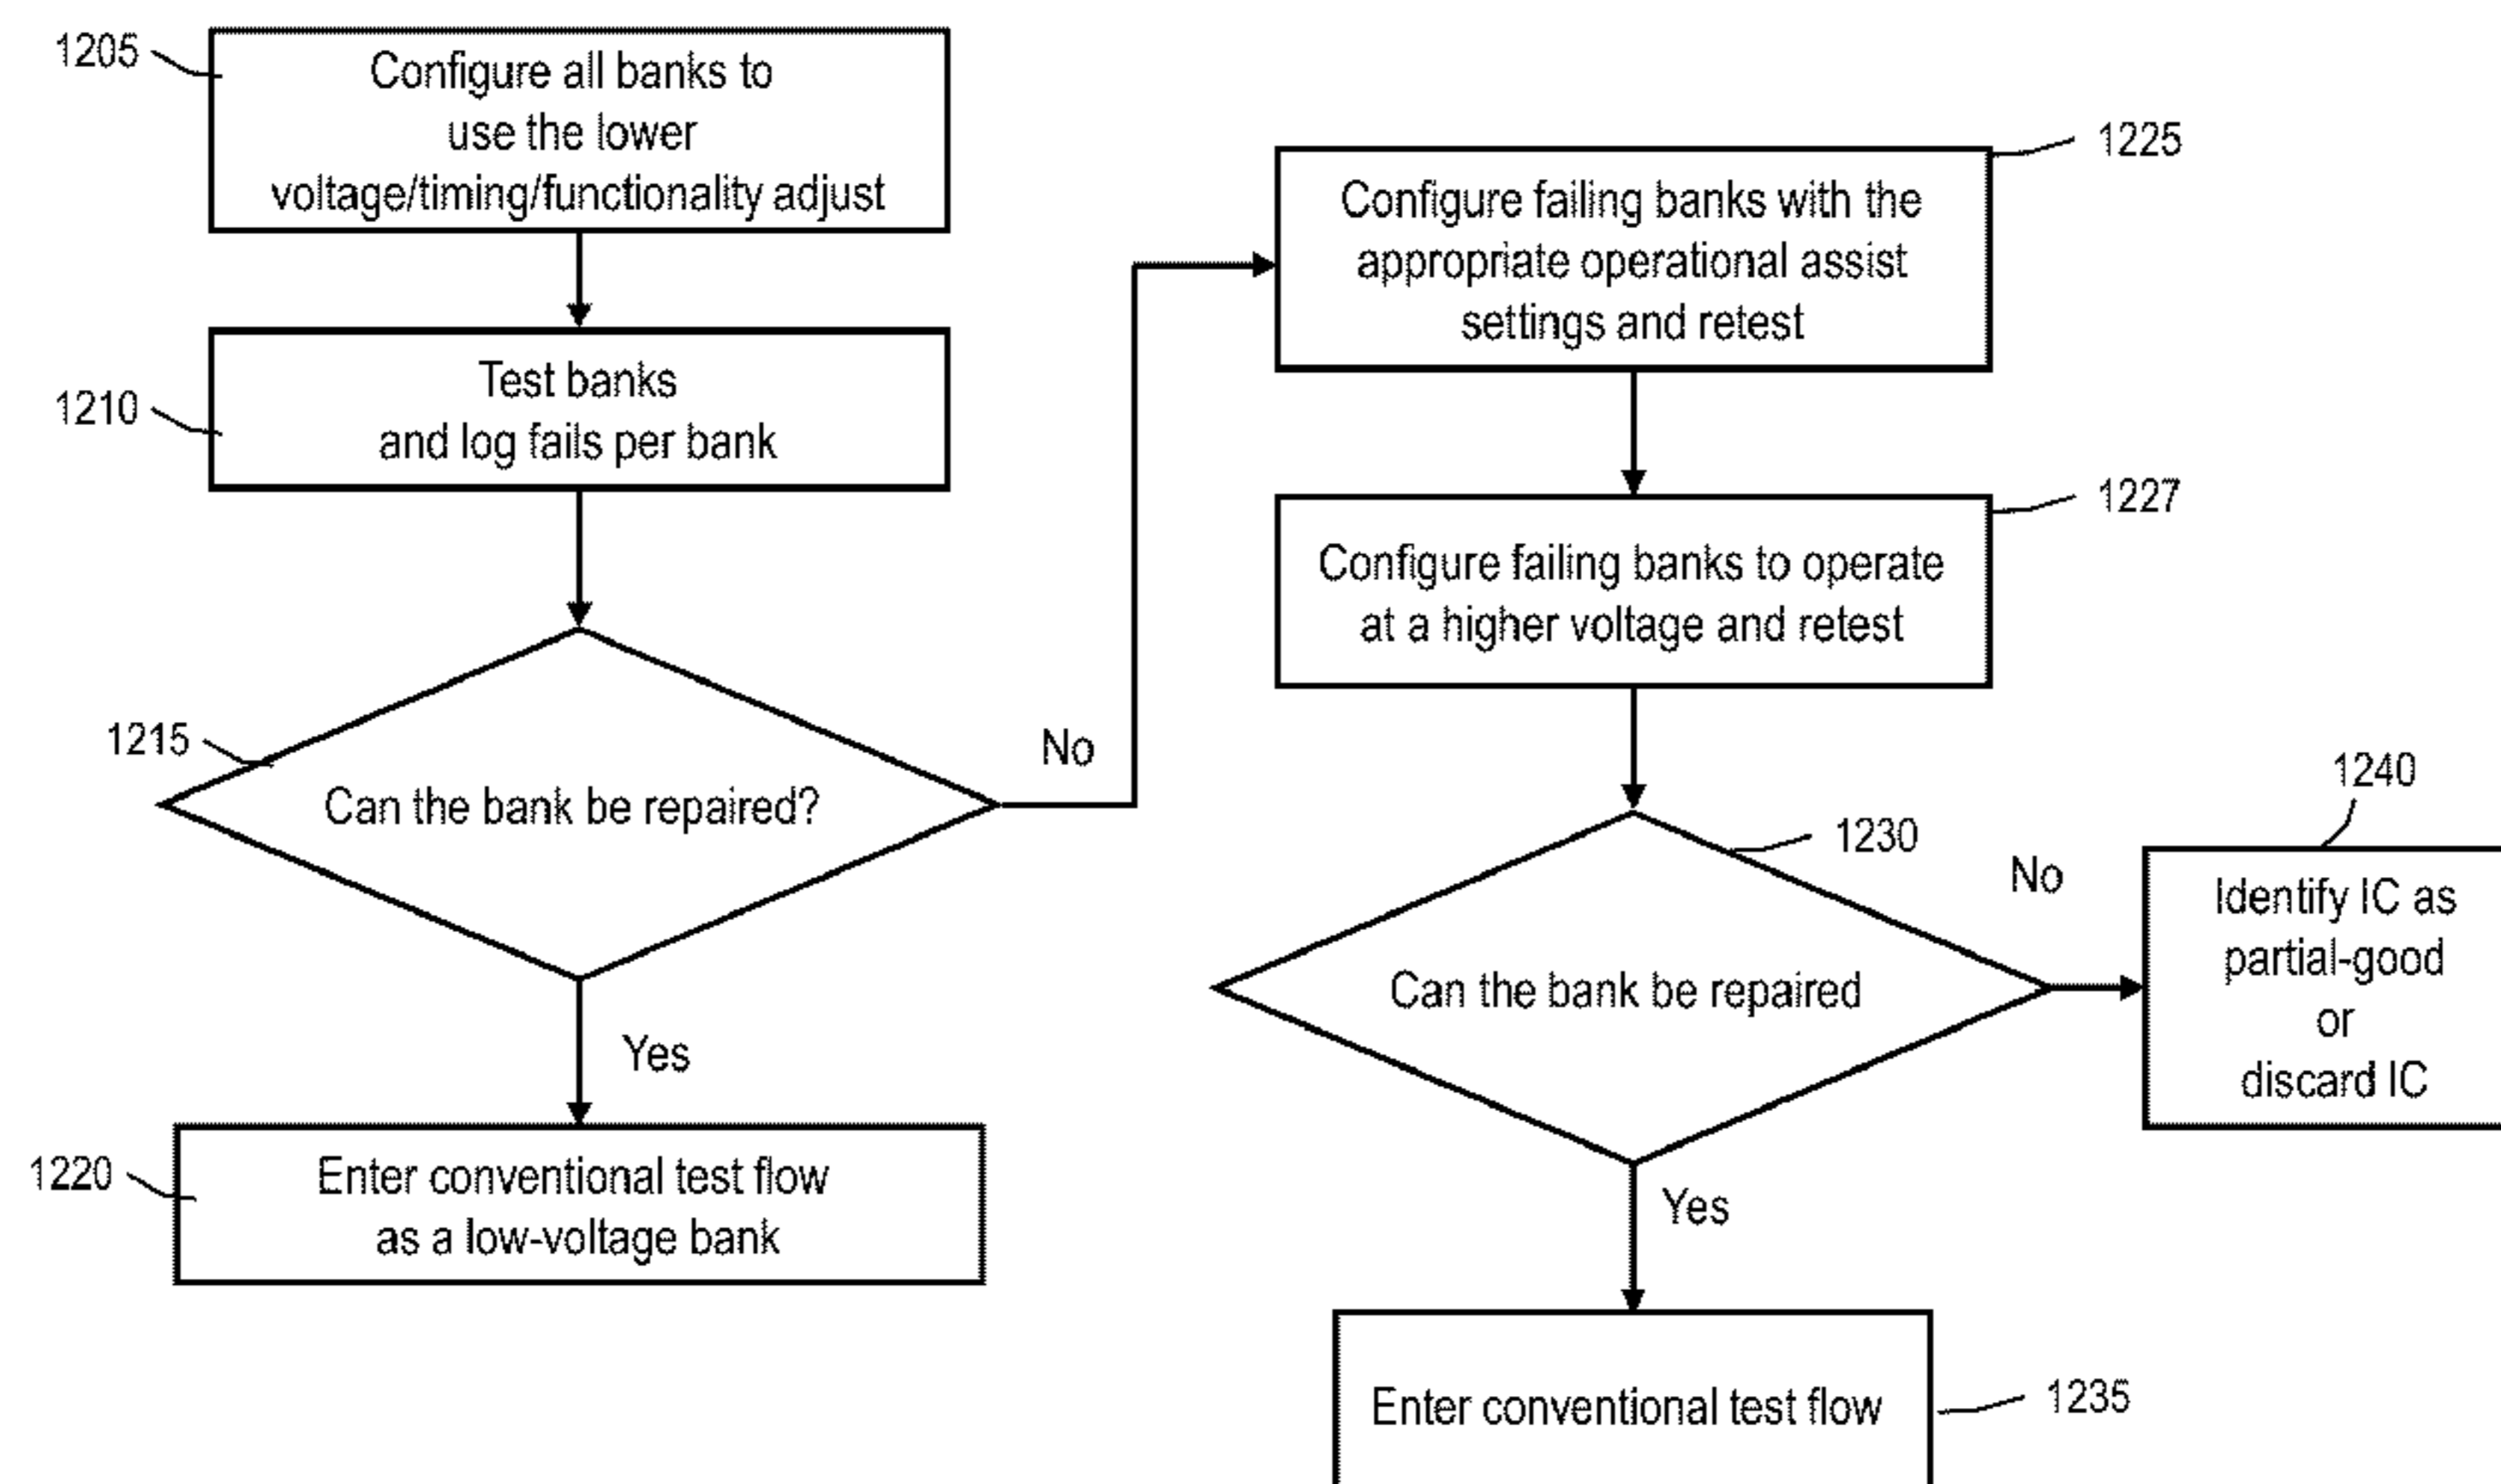 1205
Configure all banks to
use the lower
voltage/timing/functionality adjust
1210
Test banks
and log fails per bank
1215
Can the bank be repaired?
No
Yes
1220
Enter conventional test flow
as a low-voltage bank
1225
Configure failing banks with the
appropriate operational assist
settings and retest
1227
Configure failing banks to operate
at a higher voltage and retest
1230
Can the bank be repaired
No
1240
Identify IC as
partial-good
or
discard IC
Yes
Enter conventional test flow
1235